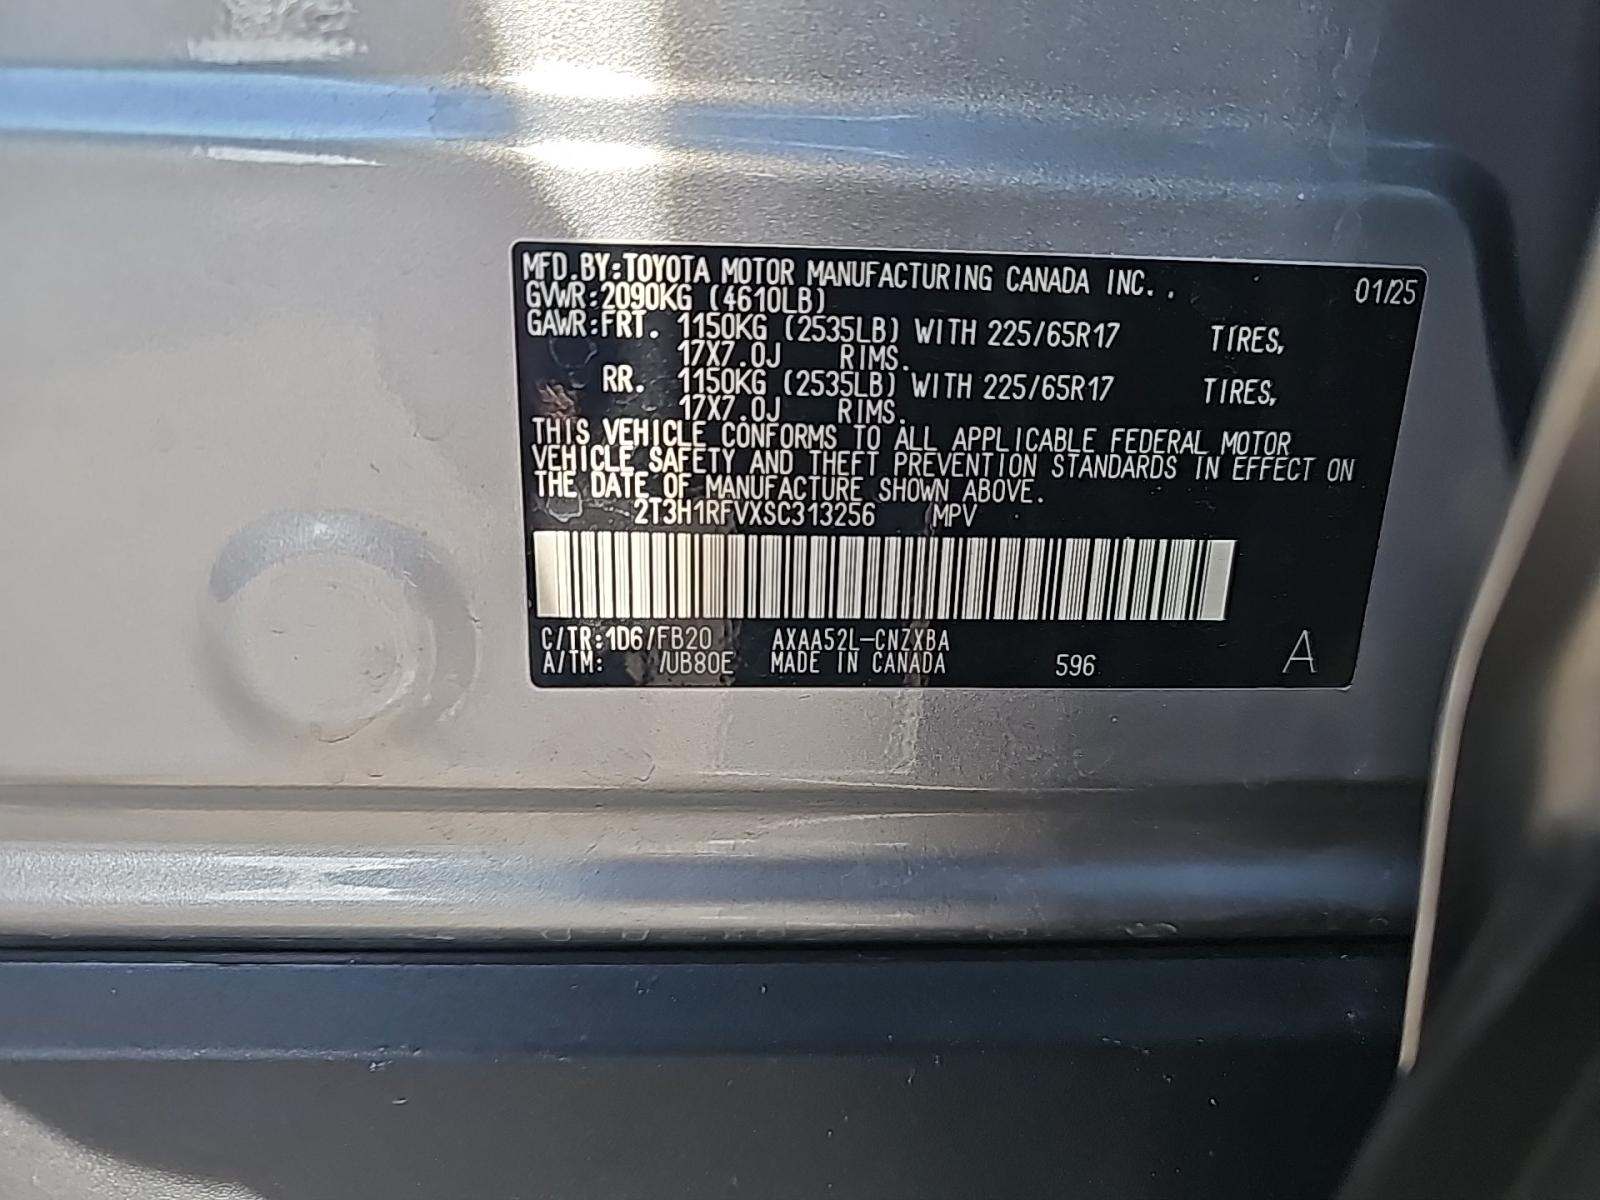 MFD.BY:TOYOTA MOTOR MANUFACTURING CANADA INC.. 01/25
GVWR:2090KG (4610LB)
GAWR:FRT. 1150KG (2535LB) WITH 225/65R17 TIRES,
17X7.0J RIMS.
RR. 1150KG (2535LB) WITH 225/65R17 TIRES,
17X7.0J RIMS.
THIS VEHICLE CONFORMS TO ALL APPLICABLE FEDERAL MOTOR
VEHICLE SAFETY AND THEFT PREVENTION STANDARDS IN EFFECT ON
THE DATE OF MANUFACTURE SHOWN ABOVE.
2T3H1RFVXSC313256 MPV
C/TR:1D6/FB20 AXAA52L-CNZXBA
A/TM: /UB80E MADE IN CANADA 596 A